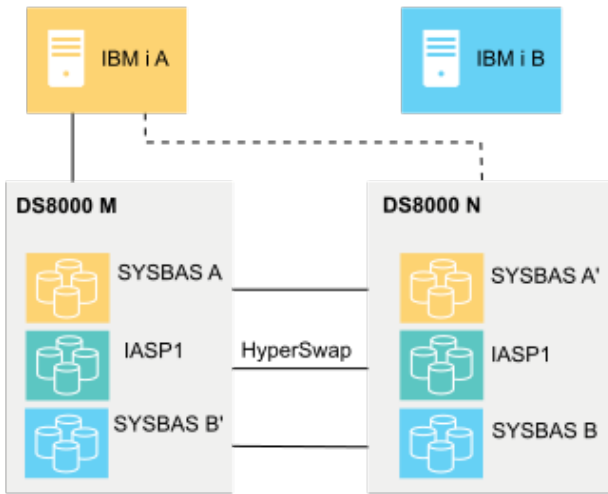 IBM i A
IBM i B
DS8000 M
DS8000 N
SYSBAS A
SYSBAS A'
IASP1
HyperSwap
IASP1
SYSBAS B'
SYSBAS B